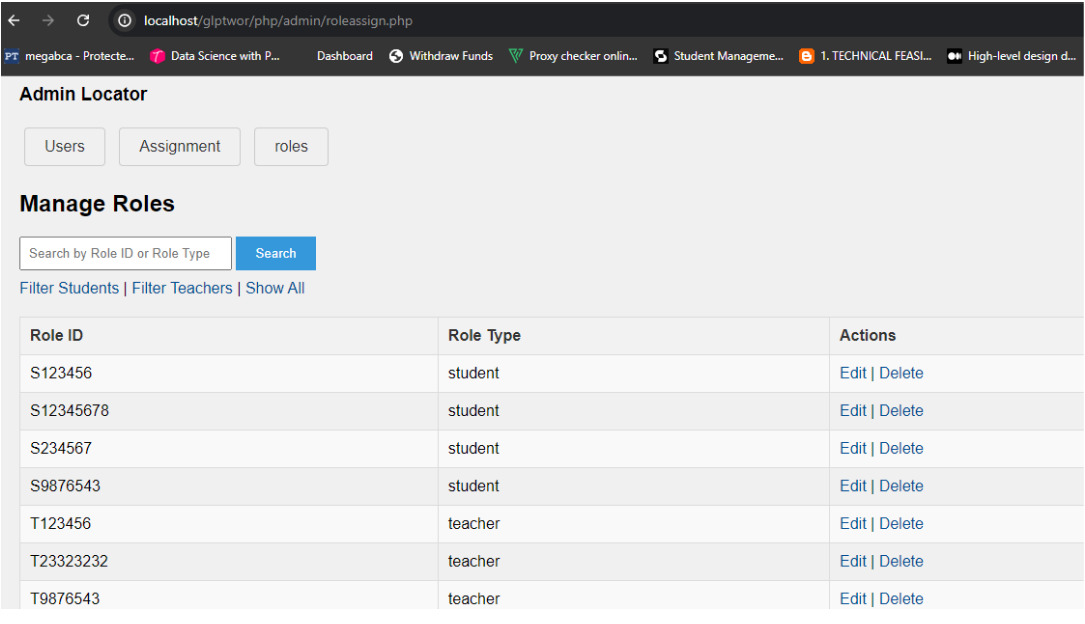 localhost/glptwor/php/admin/roleassign.php
PT megabca - Protecte... Data Science with P... Dashboard Withdraw Funds Proxy checker onlin... Student Manageme... 1. TECHNICAL FEASI... High-level design d...
Admin Locator
Users Assignment roles
Manage Roles
Search by Role ID or Role Type Search
Filter Students | Filter Teachers | Show All
Role ID Role Type Actions
S123456 student Edit | Delete
S12345678 student Edit | Delete
S234567 student Edit | Delete
S9876543 student Edit | Delete
T123456 teacher Edit | Delete
T23323232 teacher Edit | Delete
T9876543 teacher Edit | Delete